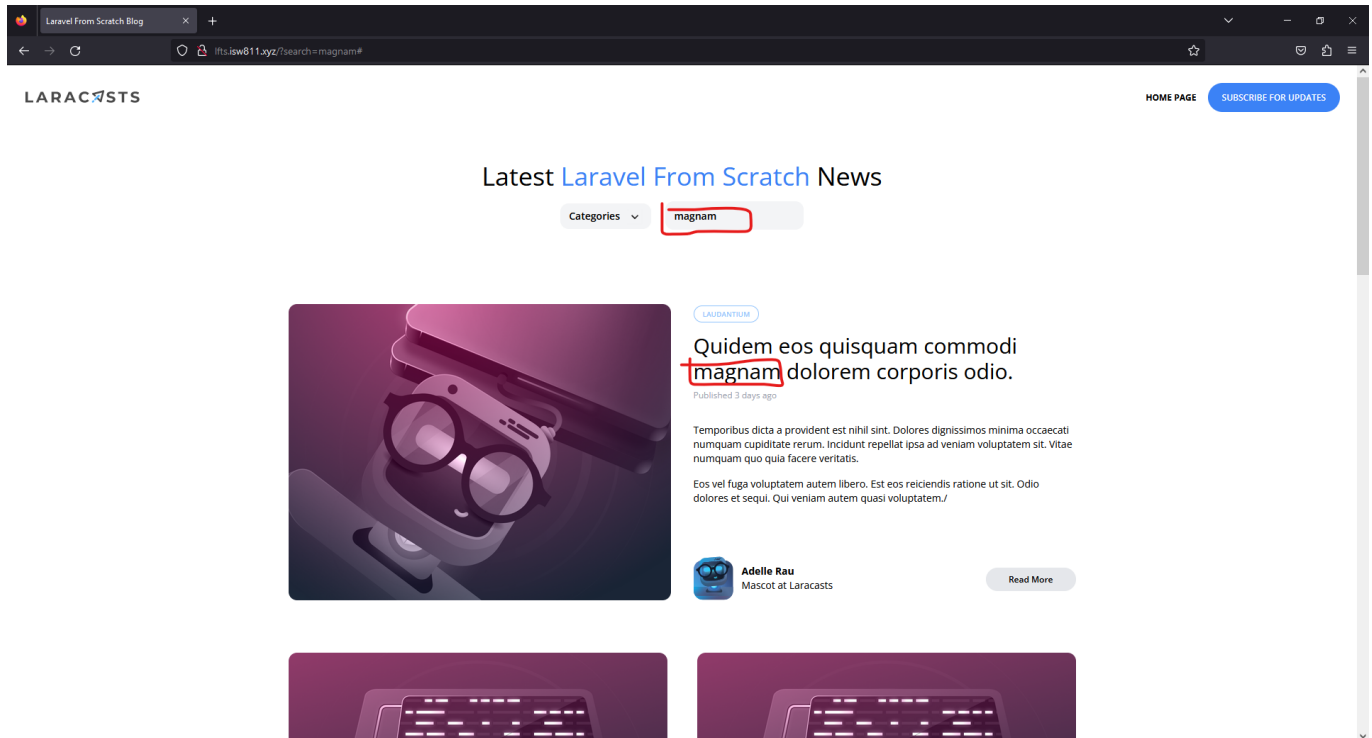 Laravel From Scratch Blog
lfts.isw811.xyz/?search=magnam#
LARACASTS
HOME PAGE
SUBSCRIBE FOR UPDATES
Latest Laravel From Scratch News
Categories
magnam
LAUDANTIUM
Quidem eos quisquam commodi
magnam dolorem corporis odio.
Published 3 days ago
Temporibus dicta a provident est nihil sint. Dolores dignissimos minima occaecati
numquam cupiditate rerum. Incidunt repellat ipsa ad veniam voluptatem sit. Vitae
numquam quo quia facere veritatis.
Eos vel fuga voluptatem autem libero. Est eos reiciendis ratione ut sit. Odio
dolores et sequi. Qui veniam autem quasi voluptatem./
Adelle Rau
Mascot at Laracasts
Read More